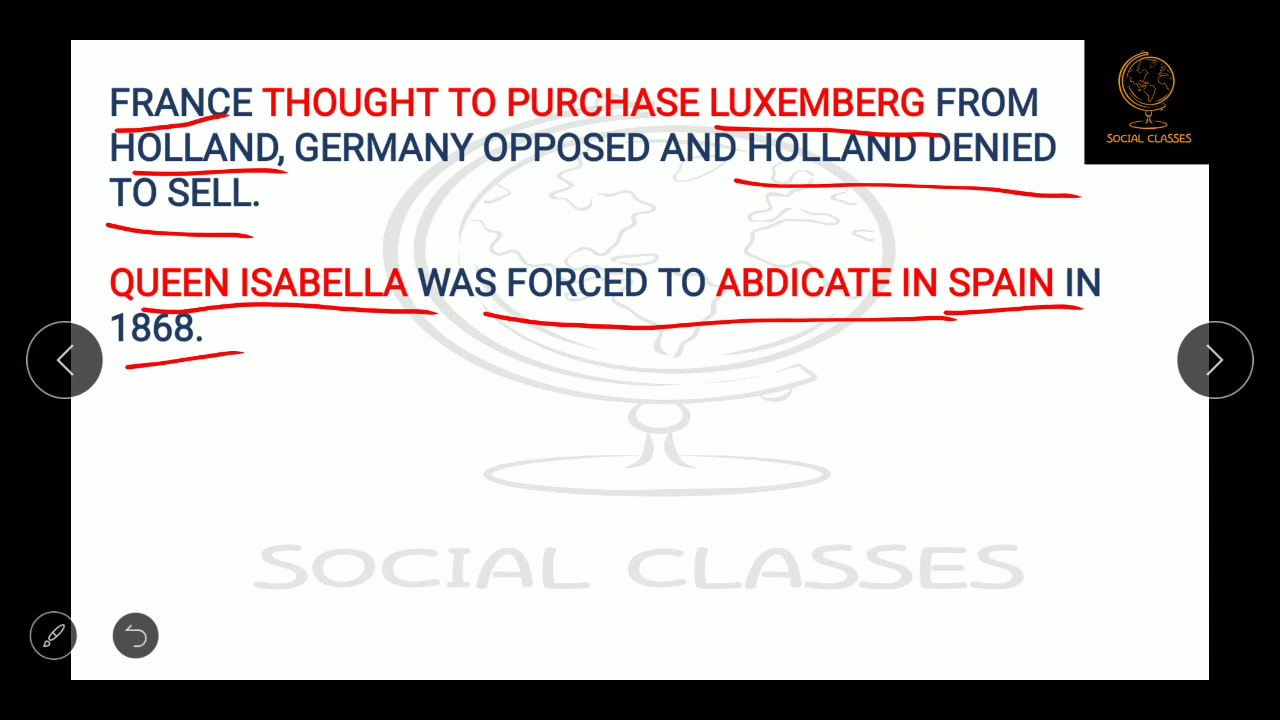 FRANCE THOUGHT TO PURCHASE LUXEMBERG FROM
HOLLAND, GERMANY OPPOSED AND HOLLAND DENIED
TO SELL.
QUEEN ISABELLA WAS FORCED TO ABDICATE IN SPAIN IN
1868.
SOCIAL CLASSES
SOCIAL CLASSES